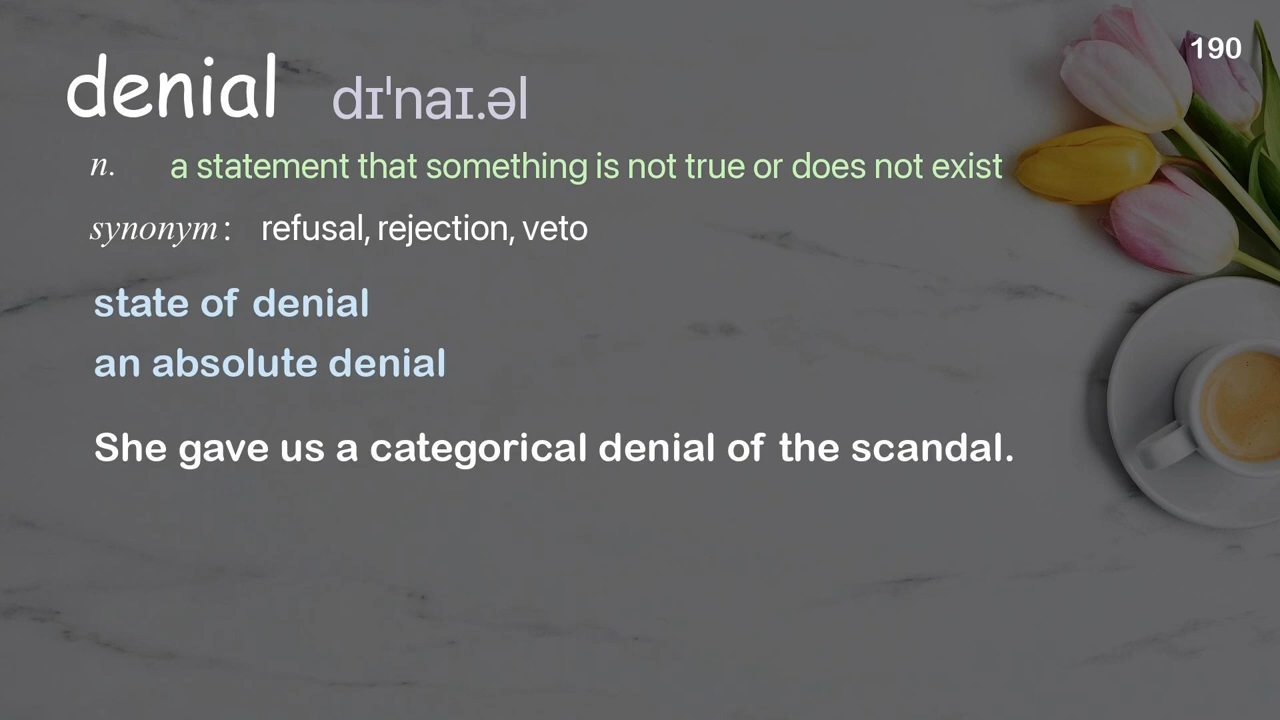 190
denial dɪˈnaɪ.əl
n. a statement that something is not true or does not exist
synonym: refusal, rejection, veto
state of denial
an absolute denial
She gave us a categorical denial of the scandal.